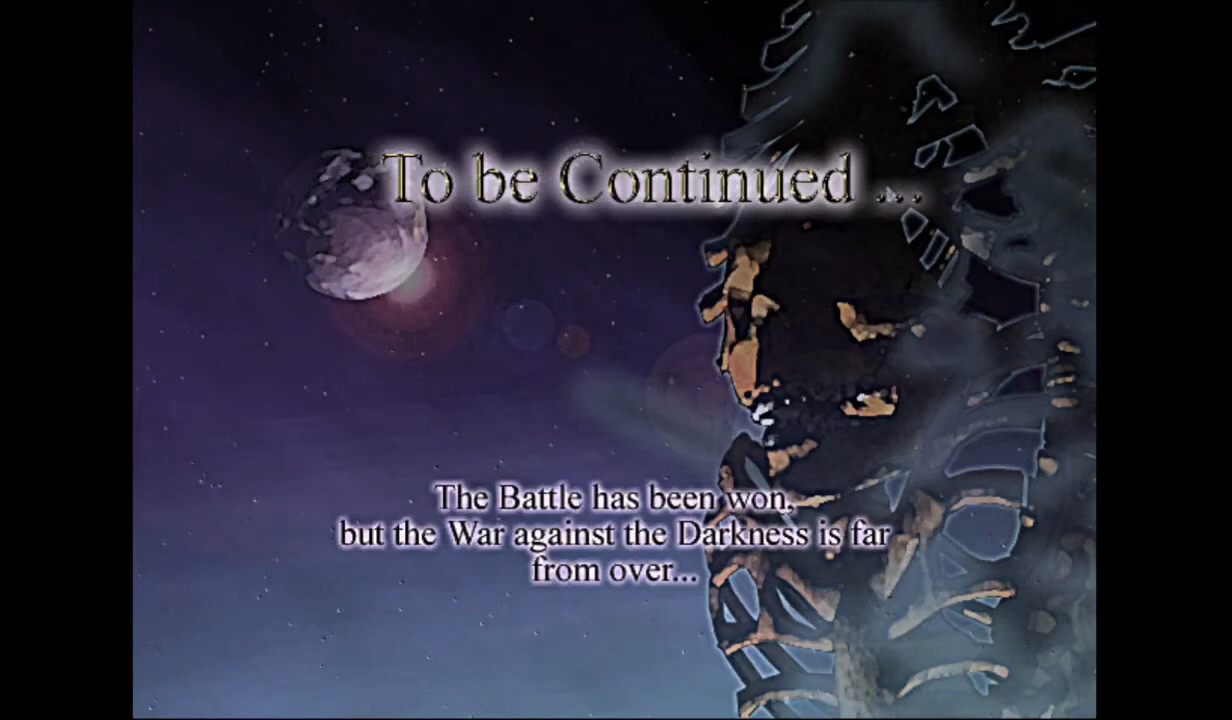 To be Continued ...
The Battle has been won,
but the War against the Darkness is far
from over...